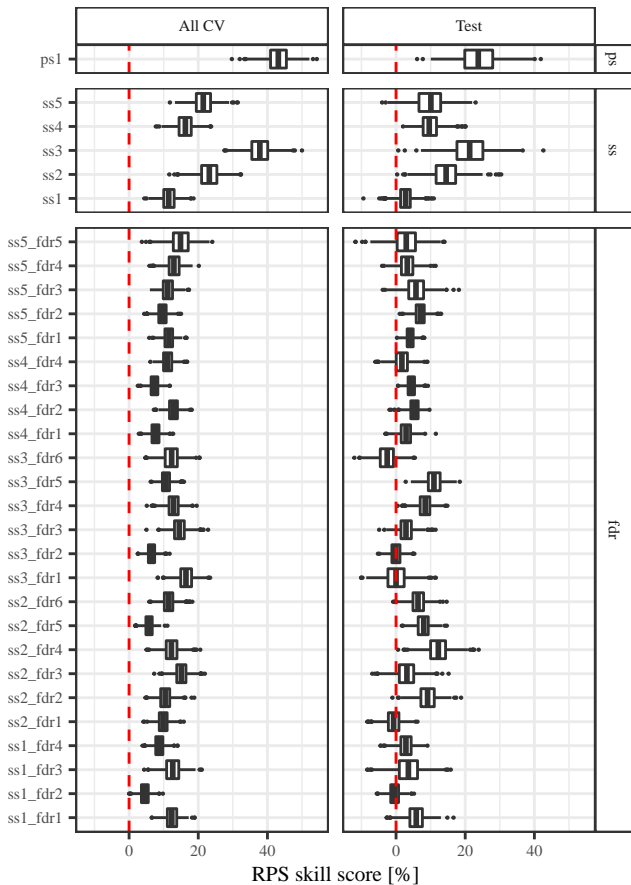 All CV Test
ps1
ps
ss5
ss4
ss3
ss2
ss1
ss
ss5_fdr5
ss5_fdr4
ss5_fdr3
ss5_fdr2
ss5_fdr1
ss4_fdr4
ss4_fdr3
ss4_fdr2
ss4_fdr1
ss3_fdr6
ss3_fdr5
ss3_fdr4
ss3_fdr3
ss3_fdr2
ss3_fdr1
ss2_fdr6
ss2_fdr5
ss2_fdr4
ss2_fdr3
ss2_fdr2
ss2_fdr1
ss1_fdr4
ss1_fdr3
ss1_fdr2
ss1_fdr1
fdr
0 20 40 0 20 40
RPS skill score [%]